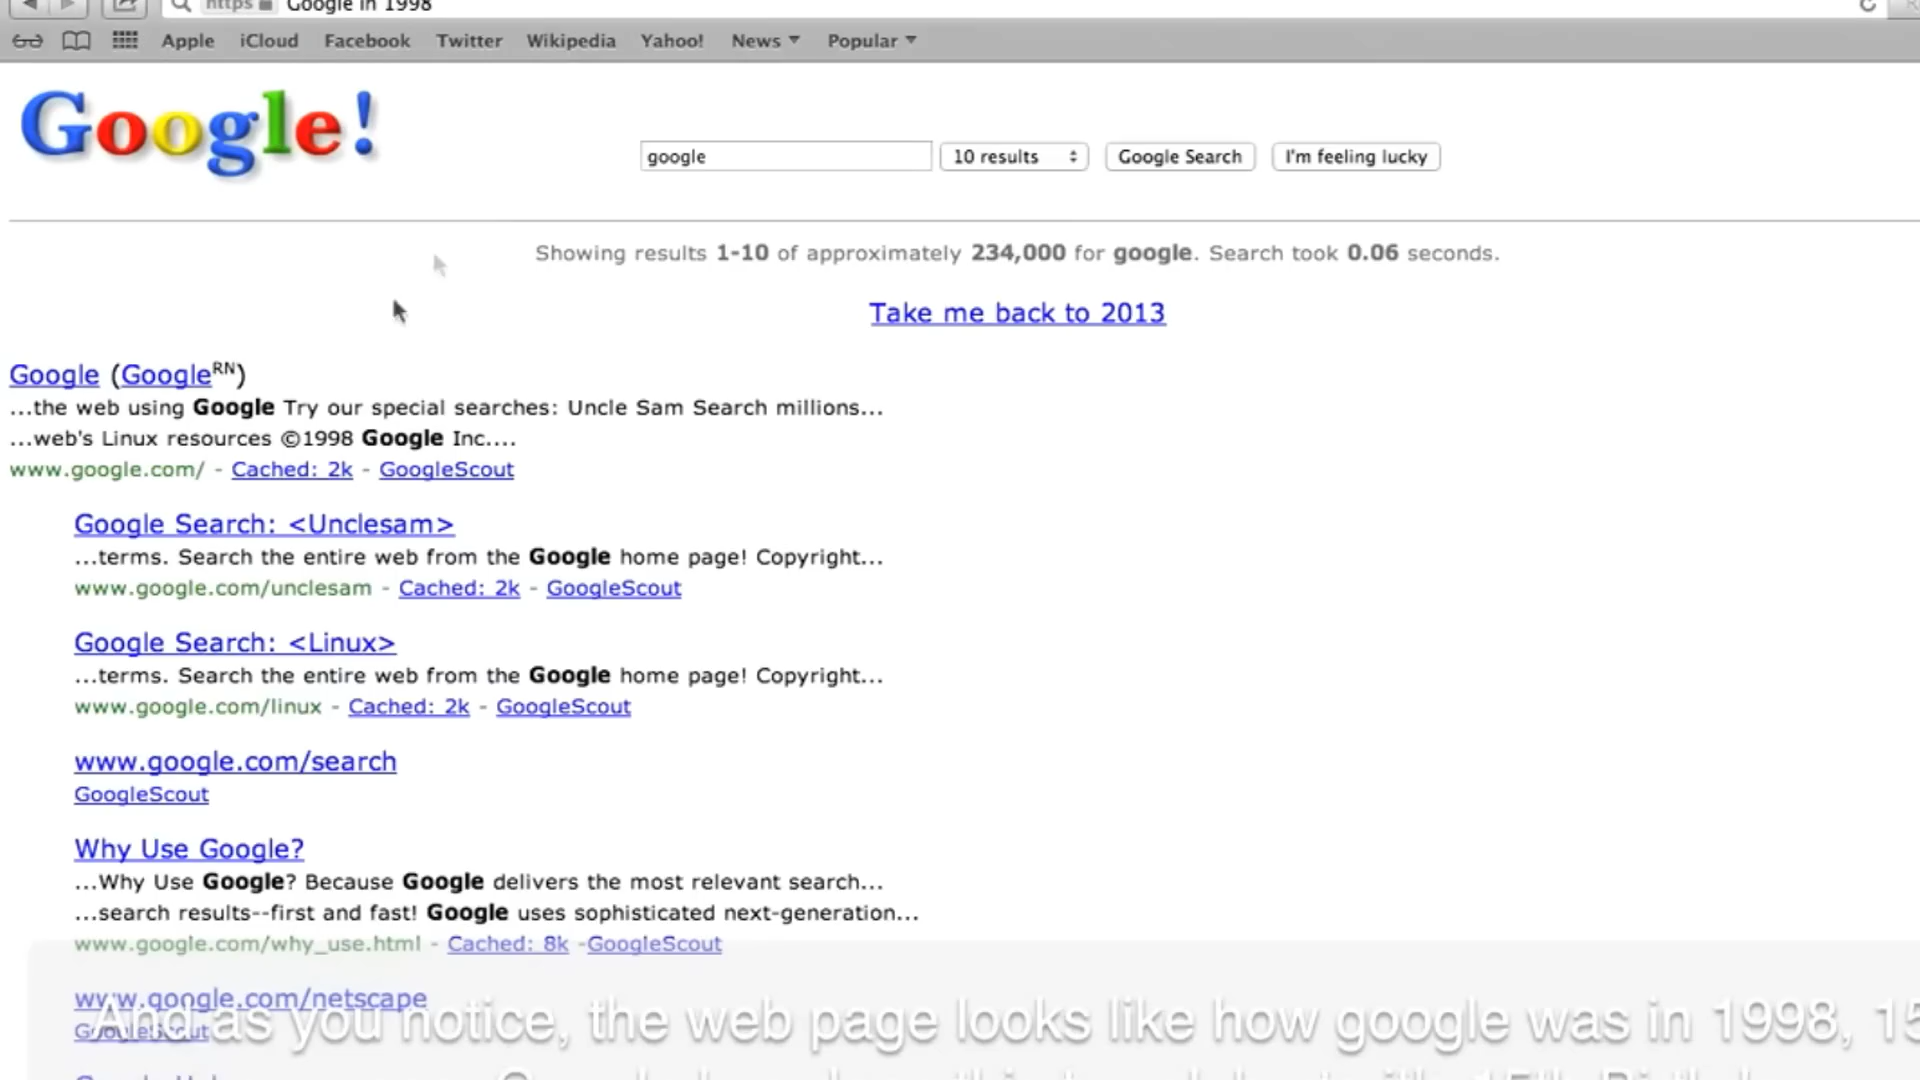 https Google in 1998
Apple iCloud Facebook Twitter Wikipedia Yahoo! News Popular
Google!
google 10 results Google Search I'm feeling lucky
Showing results 1-10 of approximately 234,000 for google. Search took 0.06 seconds.
Take me back to 2013
Google (GoogleRN)
...the web using Google Try our special searches: Uncle Sam Search millions...
...web's Linux resources ©1998 Google Inc....
www.google.com/ - Cached: 2k - GoogleScout
Google Search: <Unclesam>
...terms. Search the entire web from the Google home page! Copyright...
www.google.com/unclesam - Cached: 2k - GoogleScout
Google Search: <Linux>
...terms. Search the entire web from the Google home page! Copyright...
www.google.com/linux - Cached: 2k - GoogleScout
www.google.com/search
GoogleScout
Why Use Google?
...Why Use Google? Because Google delivers the most relevant search...
...search results--first and fast! Google uses sophisticated next-generation...
www.google.com/why_use.html - Cached: 8k -GoogleScout
www.google.com/netscape
GoogleScout
And as you notice, the web page looks like how google was in 1998, 15